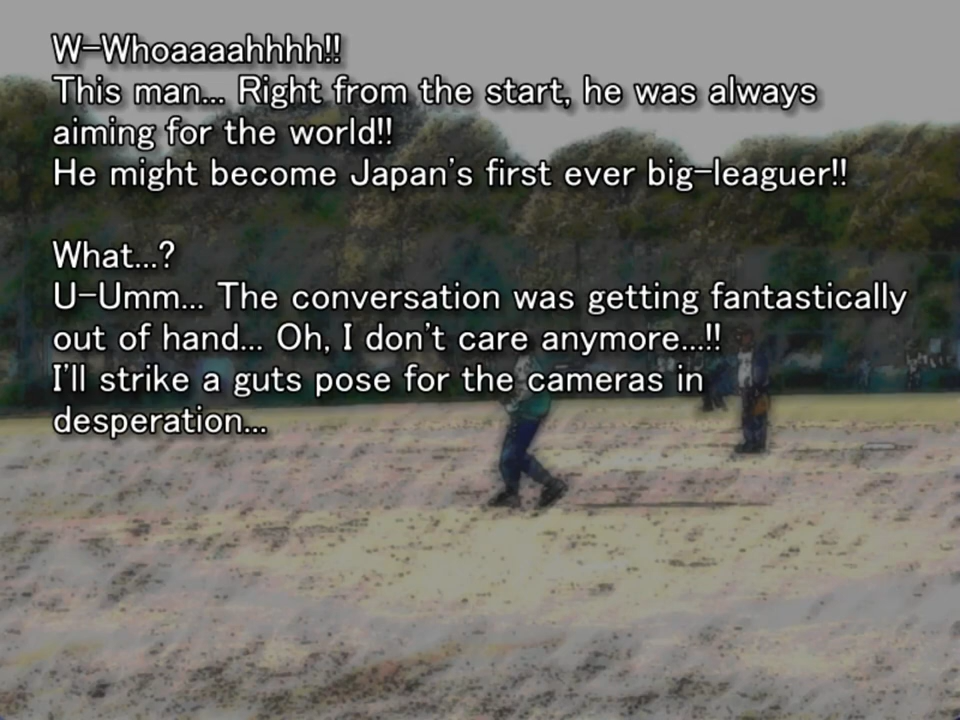 W-Whoaaaahhhh!!
This man... Right from the start, he was always
aiming for the world!!
He might become Japan's first ever big-leaguer!!
What...?
U-Umm... The conversation was getting fantastically
out of hand... Oh, I don't care anymore...!!
I'll strike a guts pose for the cameras in
desperation...